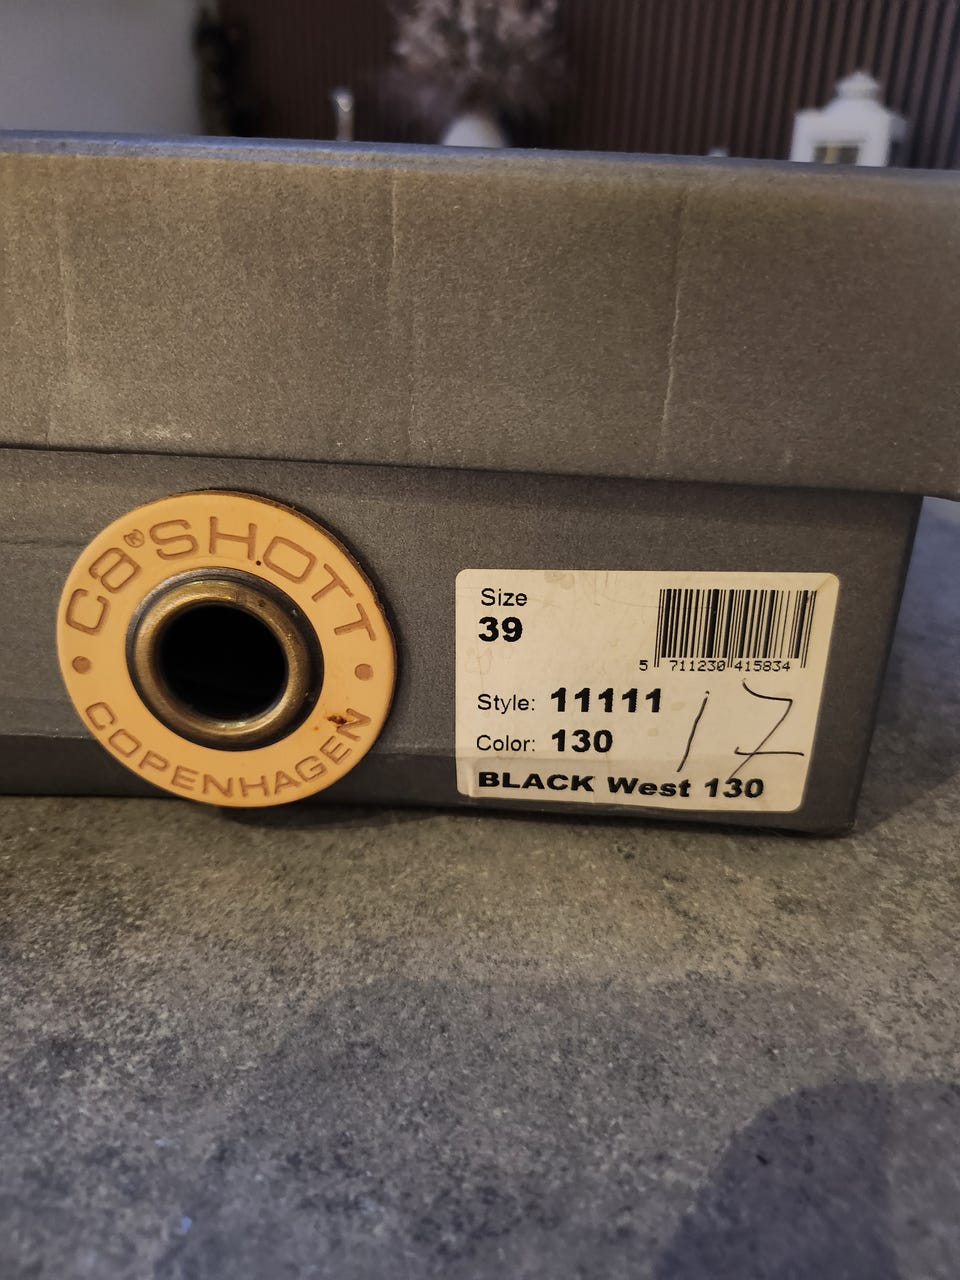 CA®SHOTT
COPENHAGEN
Size
39
5 711230 415834
Style: 11111
Color: 130
BLACK West 130
17